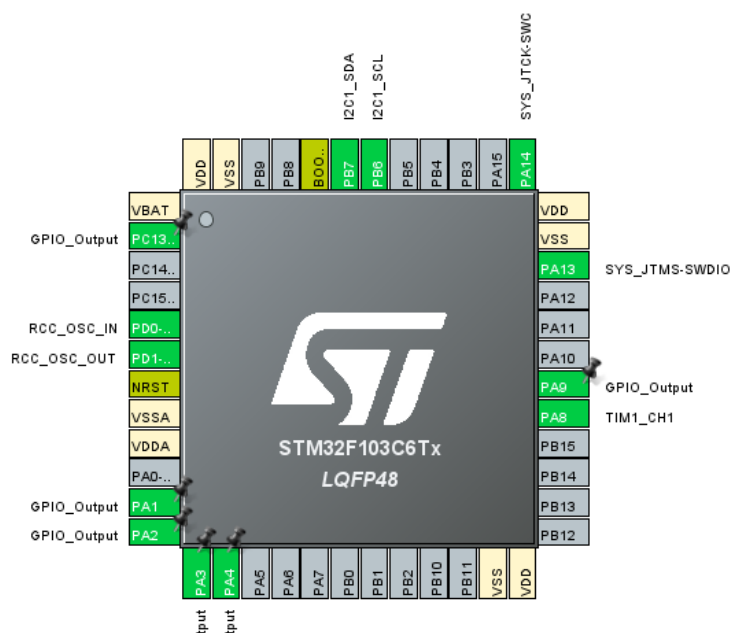 I2C1_SDA
I2C1_SCL
SYS_JTCK-SWC
VDD
VSS
PB9
PB8
BOO..
PB7
PB6
PB5
PB4
PB3
PA15
PA14
VBAT
VDD
GPIO_Output
PC13..
VSS
PC14..
PA13
SYS_JTMS-SWDIO
PC15..
PA12
RCC_OSC_IN
PD0-..
PA11
RCC_OSC_OUT
PD1-..
PA10
NRST
PA9
GPIO_Output
VSSA
PA8
TIM1_CH1
VDDA
PB15
PA0-..
PB14
GPIO_Output
PA1
PB13
GPIO_Output
PA2
PB12
ST
STM32F103C6Tx
LQFP48
PA3
PA4
PA5
PA6
PA7
PB0
PB1
PB2
PB10
PB11
VSS
VDD
tput
tput